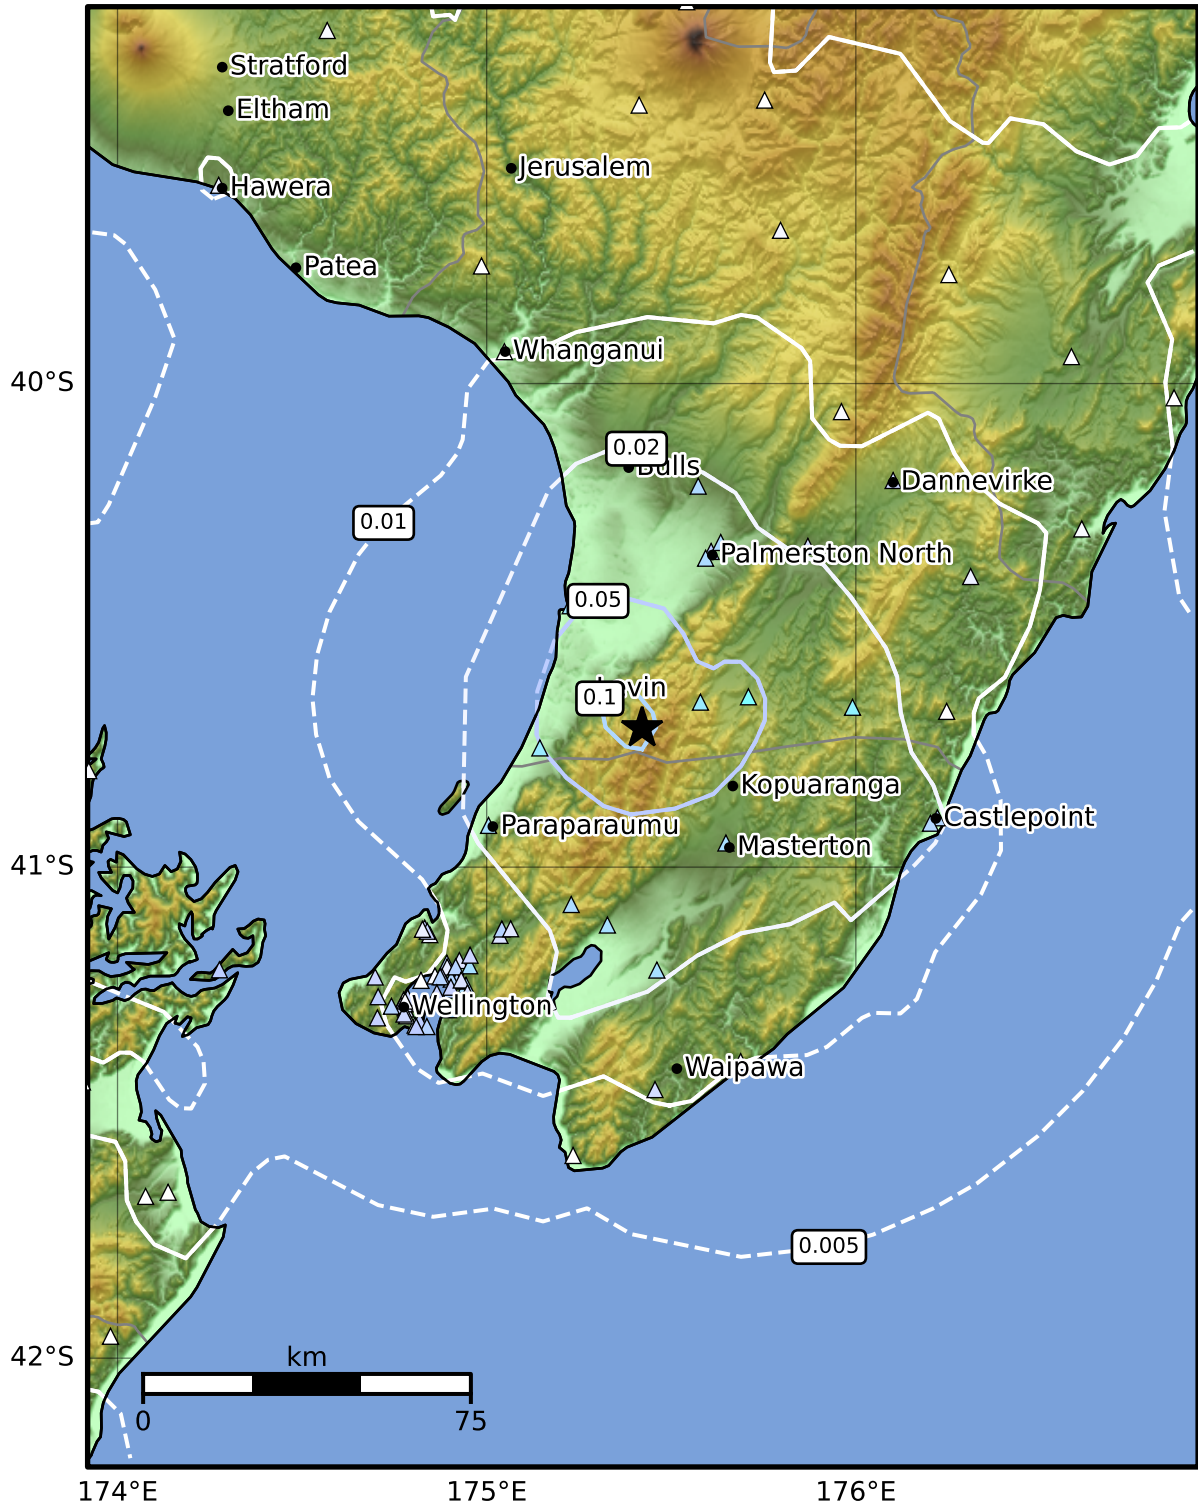 Stratford
Eltham
Jerusalem
Hawera
Patea
Whanganui
40°S
0.02
Bulls
Dannevirke
0.01
Palmerston North
0.05
Levin
0.1
Kopuaranga
Castlepoint
Paraparaumu
Masterton
41°S
Wellington
Waipawa
0.005
42°S
km
0
75
174°E
175°E
176°E